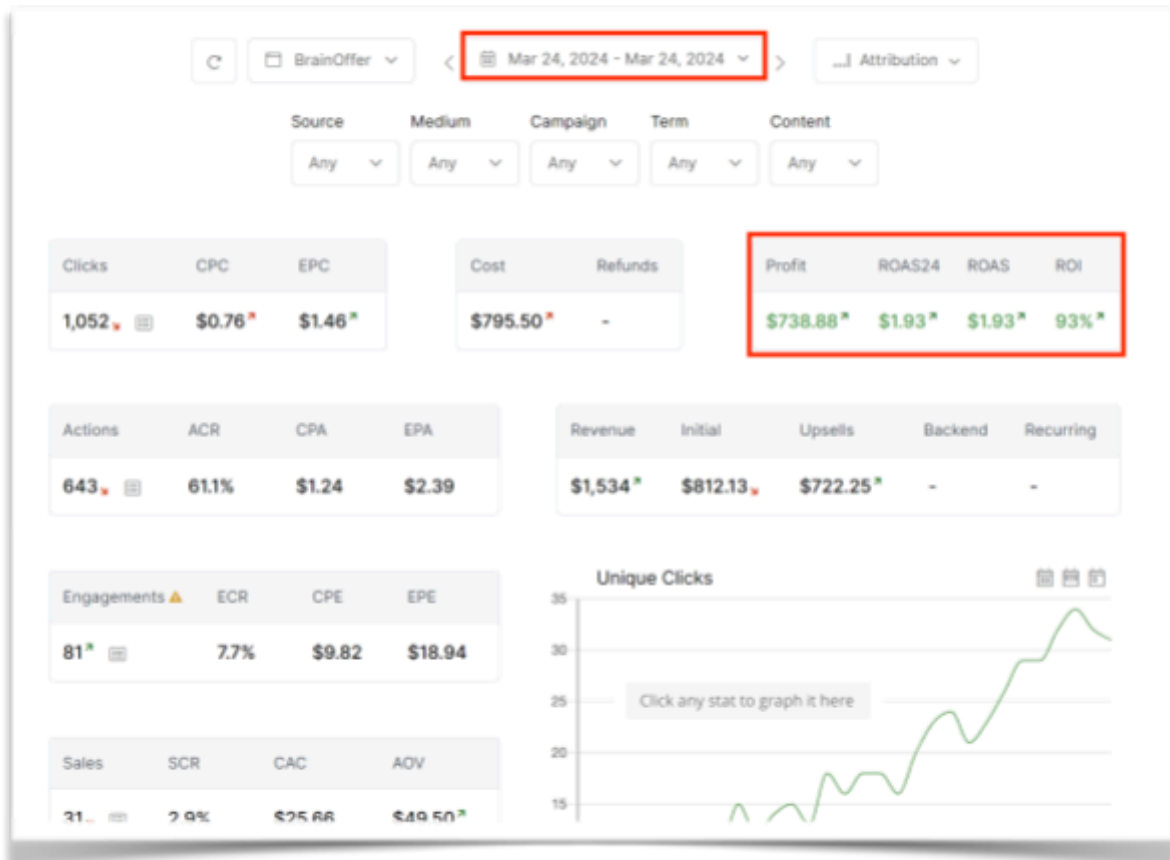 BrainOffer Mar 24, 2024 - Mar 24, 2024 Attribution
Source Medium Campaign Term Content
Any Any Any Any Any
Clicks CPC EPC Cost Refunds Profit ROAS24 ROAS ROI
1,052 $0.76 $1.46 $795.50 - $738.88 $1.93 $1.93 93%
Actions ACR CPA EPA Revenue Initial Upsells Backend Recurring
643 61.1% $1.24 $2.39 $1,534 $812.13 $722.25 - -
Unique Clicks
Engagements ECR CPE EPE
35
81 7.7% $9.82 $18.94
30
25
Click any stat to graph it here
20
Sales SCR CAC AOV
15
31 2.9% $25.66 $49.50